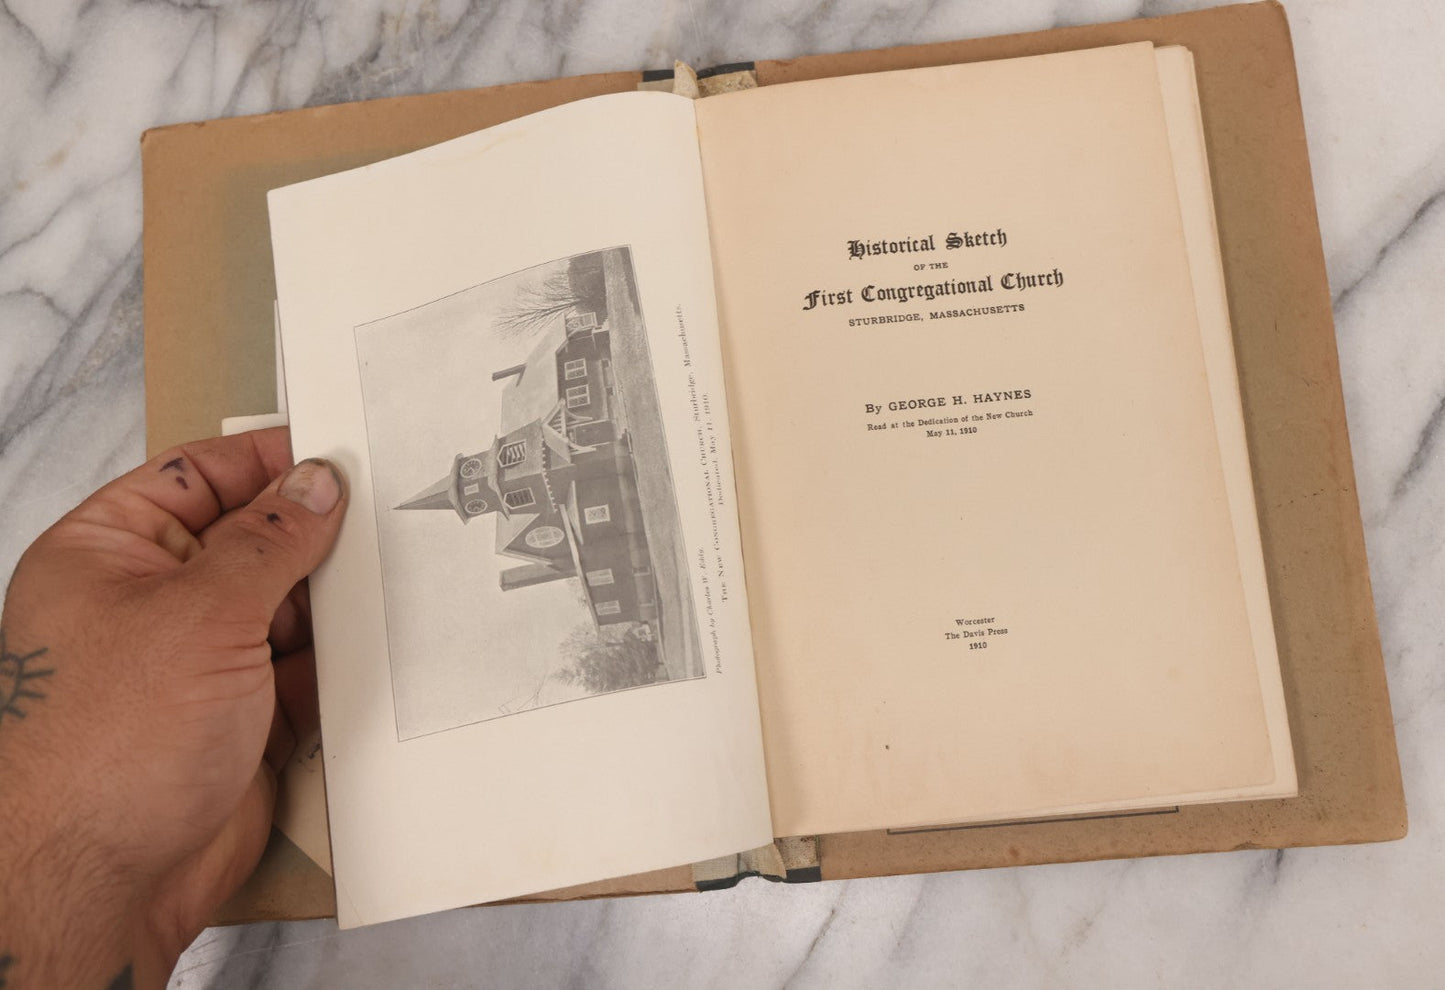 Photograph by Charles W. Eddy.
THE NEW CONGREGATIONAL CHURCH, Sturbridge, Massachusetts.
Dedicated, May 11, 1910.
Historical Sketch
OF THE
First Congregational Church
STURBRIDGE, MASSACHUSETTS
By GEORGE H. HAYNES
Read at the Dedication of the New Church
May 11, 1910
Worcester
The Davis Press
1910